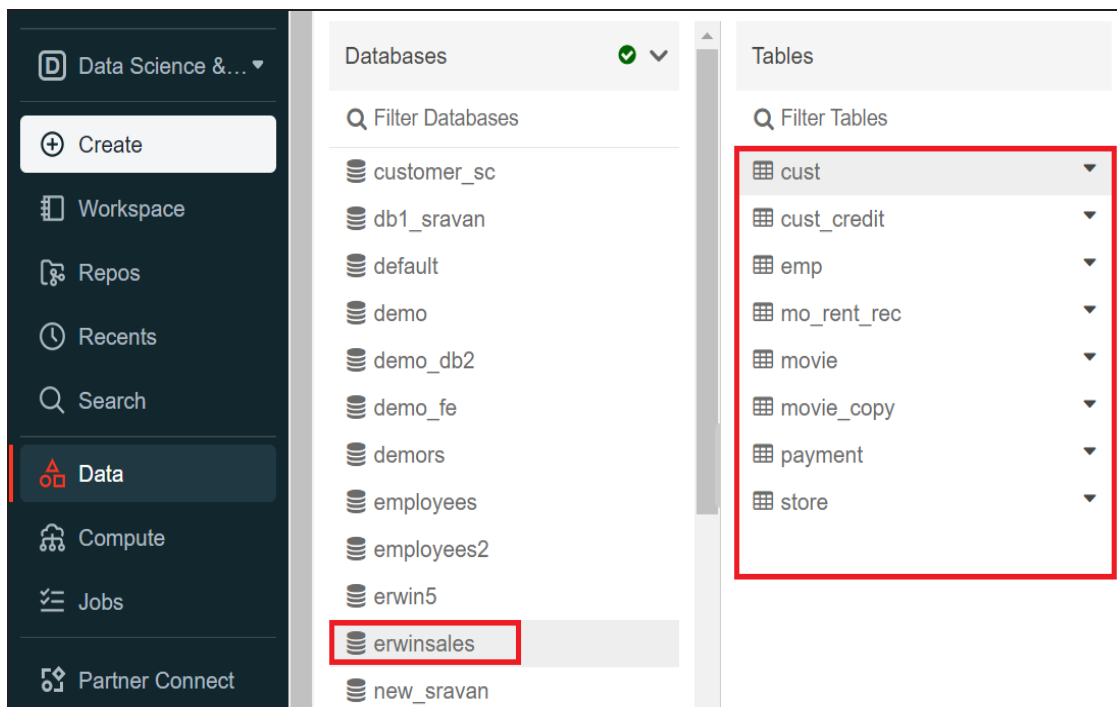 Data Science &...
Create
Workspace
Repos
Recents
Search
Data
Compute
Jobs
Partner Connect
Databases
Filter Databases
customer_sc
db1_sravan
default
demo
demo_db2
demo_fe
demors
employees
employees2
erwin5
erwinsales
new_sravan
Tables
Filter Tables
cust
cust_credit
emp
mo_rent_rec
movie
movie_copy
payment
store